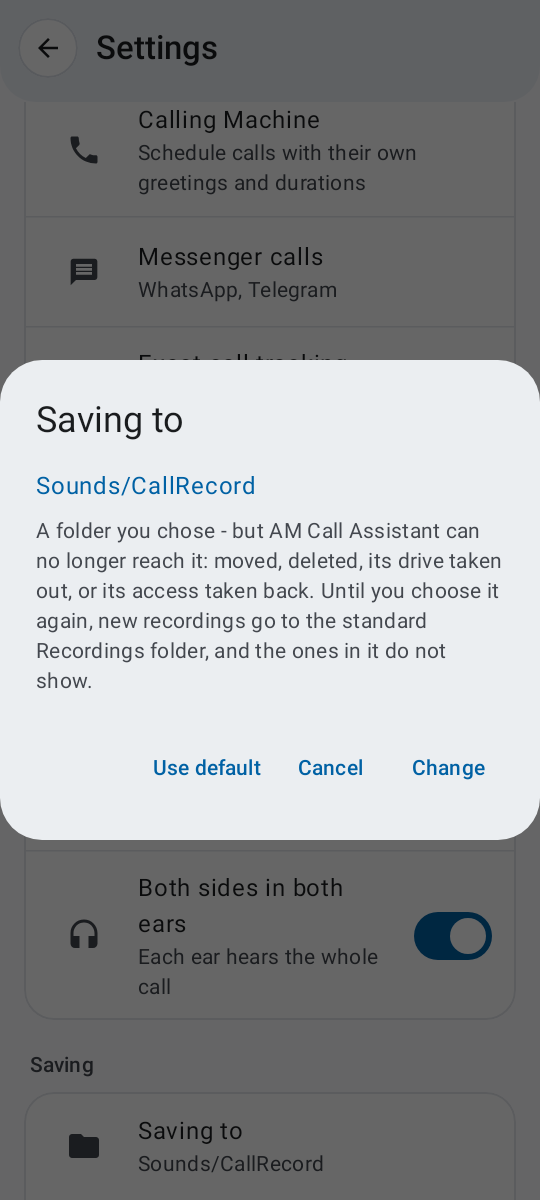 Settings
Calling Machine
Schedule calls with their own
greetings and durations
Messenger calls
WhatsApp, Telegram
Saving to
Sounds/CallRecord
A folder you chose - but AM Call Assistant can
no longer reach it: moved, deleted, its drive taken
out, or its access taken back. Until you choose it
again, new recordings go to the standard
Recordings folder, and the ones in it do not
show.
Use default Cancel Change
Both sides in both
ears
Each ear hears the whole
call
Saving
Saving to
Sounds/CallRecord